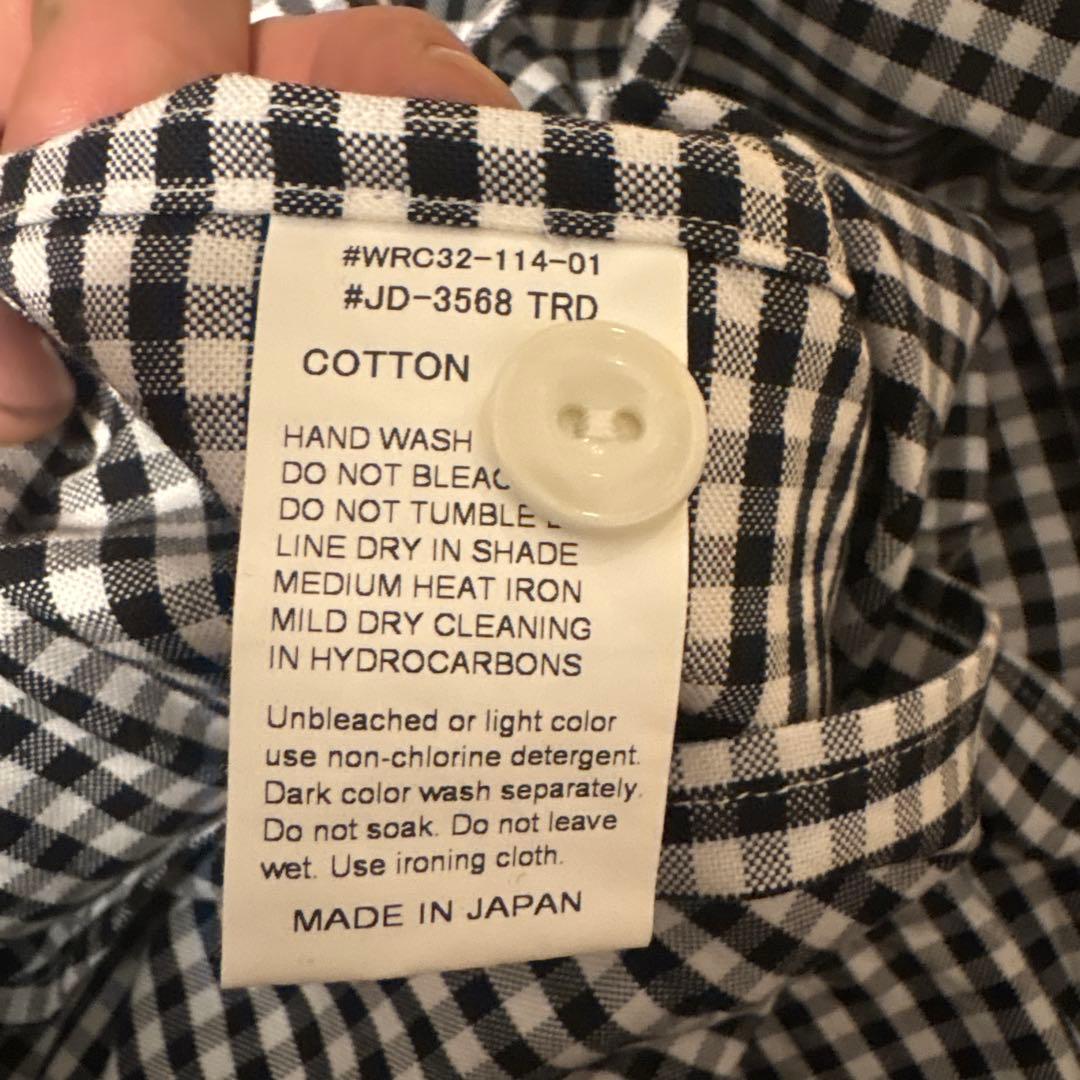 #WRC32-114-01
#JD-3568 TRD
COTTON
HAND WASH
DO NOT
DO NOT TUMBLE
LINE DRY IN SHADE
MEDIUM HEAT IRON
MILD DRY CLEANING
IN HYDROCARBONS
Unbleached or light color
use non-chlorine detergent.
Dark color wash separately.
Do not soak. Do not leave
wet. Use ironing cloth.
MADE IN JAPAN